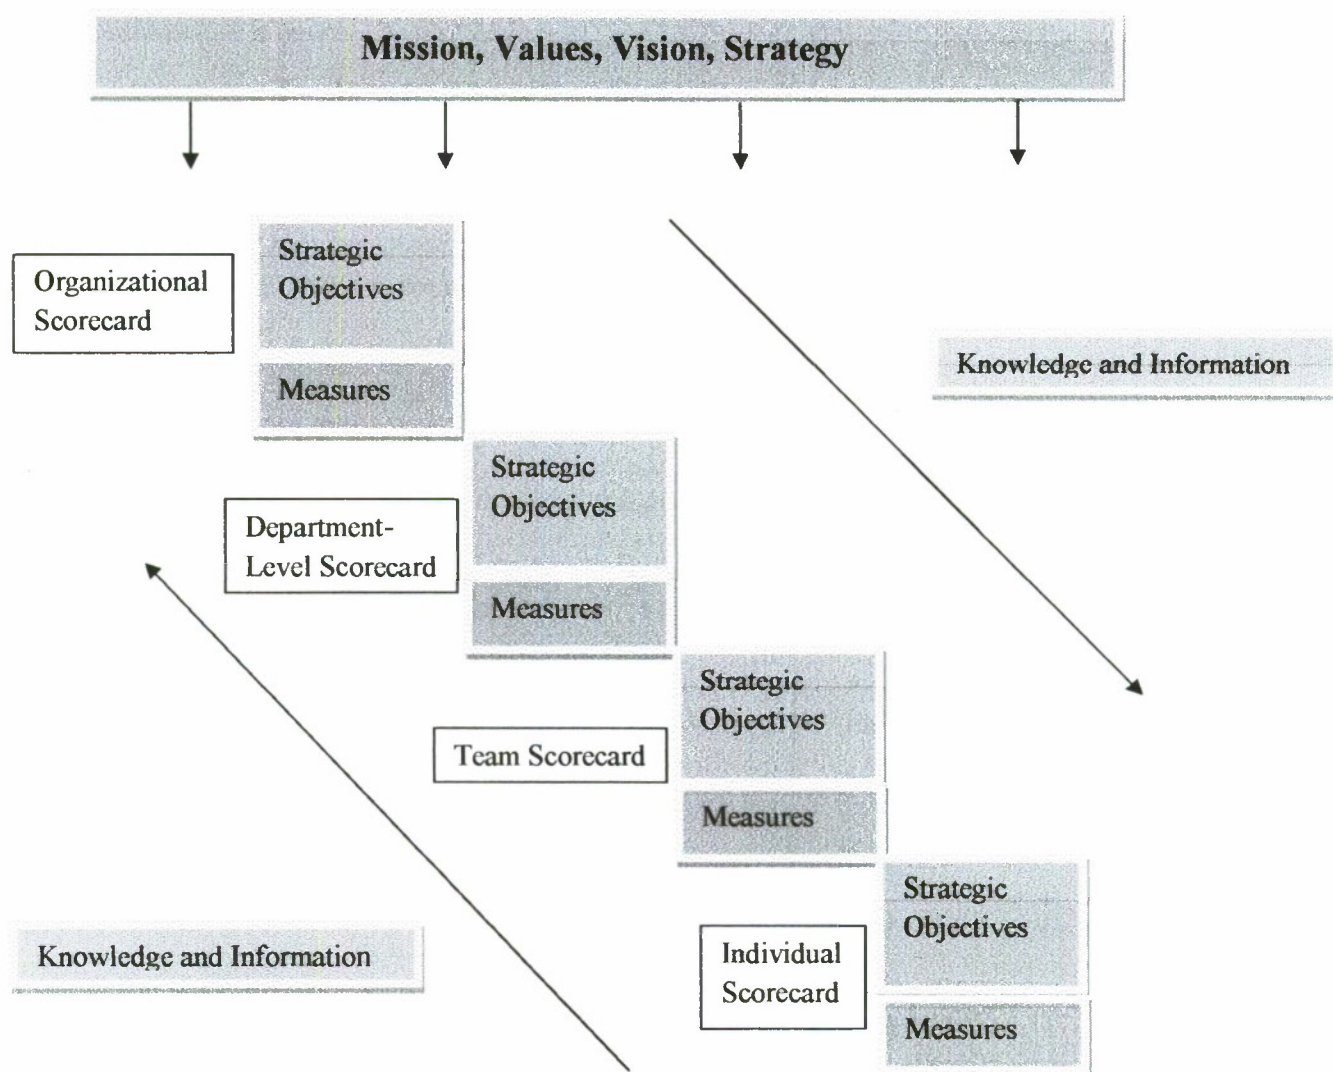 Mission, Values, Vision, Strategy
Strategic
Objectives
Organizational
Scorecard
Measures
Knowledge and Information
Strategic
Objectives
Department-
Level Scorecard
Measures
Strategic
Objectives
Team Scorecard
Measures
Strategic
Objectives
Knowledge and Information
Individual
Scorecard
Measures